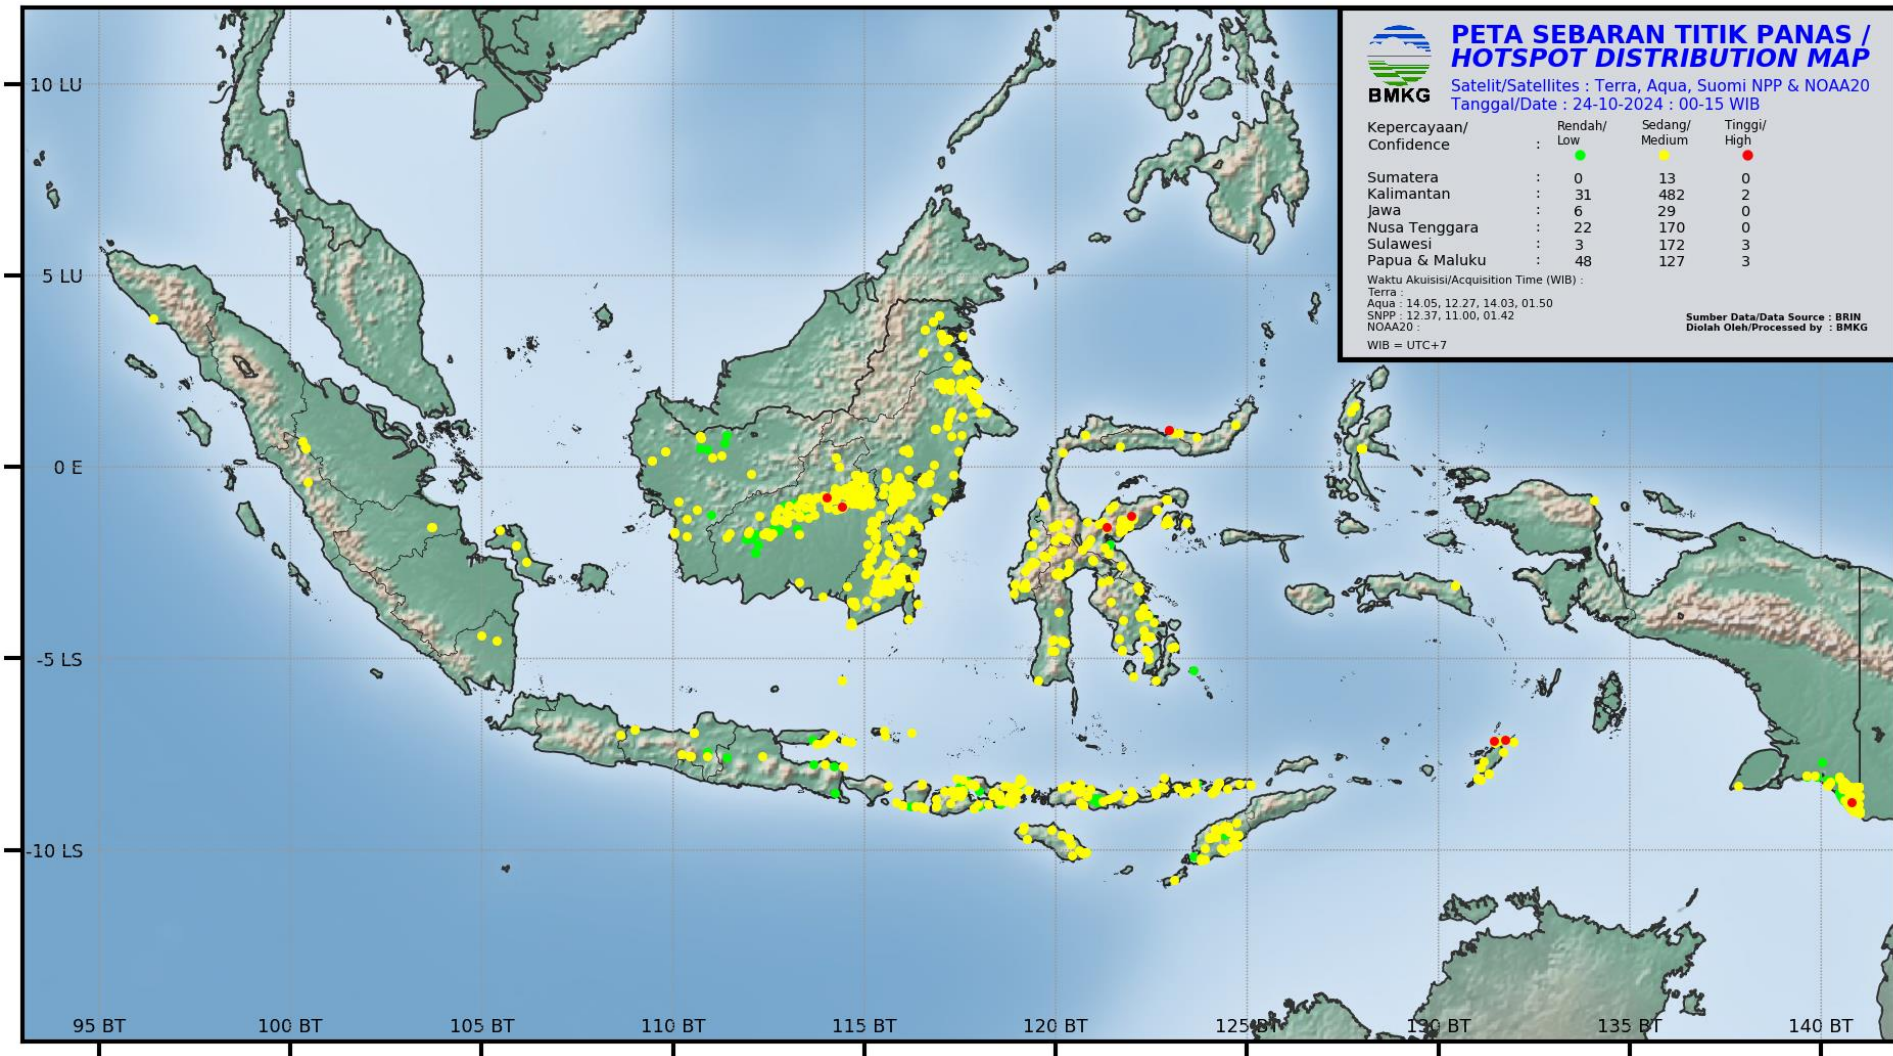 PETA SEBARAN TITIK PANAS /
HOTSPOT DISTRIBUTION MAP
Satelit/Satellites : Terra, Aqua, Suomi NPP & NOAA20
Tanggal/Date : 24-10-2024 : 00-15 WIB
BMKG
Kepercayaan/ Rendah/ Sedang/ Tinggi/
Confidence : Low Medium High
Sumatera : 0 13 0
Kalimantan : 31 482 2
Jawa : 6 29 0
Nusa Tenggara : 22 170 0
Sulawesi : 3 172 3
Papua & Maluku : 48 127 3
Waktu Akuisisi/Acquisition Time (WIB) :
Terra :
Aqua : 14.05, 12.27, 14.03, 01.50
SNPP : 12.37, 11.00, 01.42
NOAA20 :
WIB = UTC+7
Sumber Data/Data Source : BRIN
Diolah Oleh/Processed by : BMKG
10 LU
5 LU
0 E
-5 LS
-10 LS
95 BT 100 BT 105 BT 110 BT 115 BT 120 BT 125 BT 130 BT 135 BT 140 BT